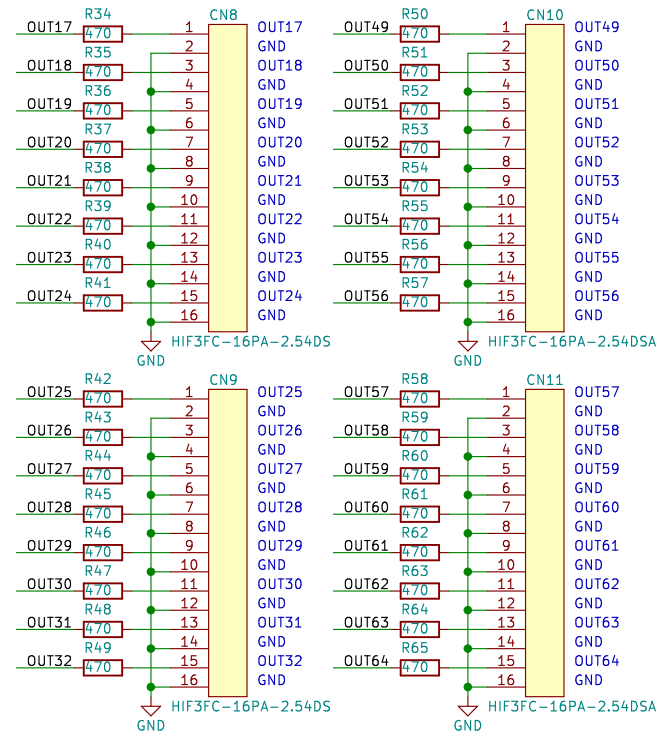 R34 CN8
OUT17 470 1 OUT17
R35 2 GND
OUT18 470 3 OUT18
R36 4 GND
OUT19 470 5 OUT19
R37 6 GND
OUT20 470 7 OUT20
R38 8 GND
OUT21 470 9 OUT21
R39 10 GND
OUT22 470 11 OUT22
R40 12 GND
OUT23 470 13 OUT23
R41 14 GND
OUT24 470 15 OUT24
16 GND
HIF3FC-16PA-2.54DS
GND
R50 CN10
OUT49 470 1 OUT49
R51 2 GND
OUT50 470 3 OUT50
R52 4 GND
OUT51 470 5 OUT51
R53 6 GND
OUT52 470 7 OUT52
R54 8 GND
OUT53 470 9 OUT53
R55 10 GND
OUT54 470 11 OUT54
R56 12 GND
OUT55 470 13 OUT55
R57 14 GND
OUT56 470 15 OUT56
16 GND
HIF3FC-16PA-2.54DSA
GND
R42 CN9
OUT25 470 1 OUT25
R43 2 GND
OUT26 470 3 OUT26
R44 4 GND
OUT27 470 5 OUT27
R45 6 GND
OUT28 470 7 OUT28
R46 8 GND
OUT29 470 9 OUT29
R47 10 GND
OUT30 470 11 OUT30
R48 12 GND
OUT31 470 13 OUT31
R49 14 GND
OUT32 470 15 OUT32
16 GND
HIF3FC-16PA-2.54DS
GND
R58 CN11
OUT57 470 1 OUT57
R59 2 GND
OUT58 470 3 OUT58
R60 4 GND
OUT59 470 5 OUT59
R61 6 GND
OUT60 470 7 OUT60
R62 8 GND
OUT61 470 9 OUT61
R63 10 GND
OUT62 470 11 OUT62
R64 12 GND
OUT63 470 13 OUT63
R65 14 GND
OUT64 470 15 OUT64
16 GND
HIF3FC-16PA-2.54DSA
GND